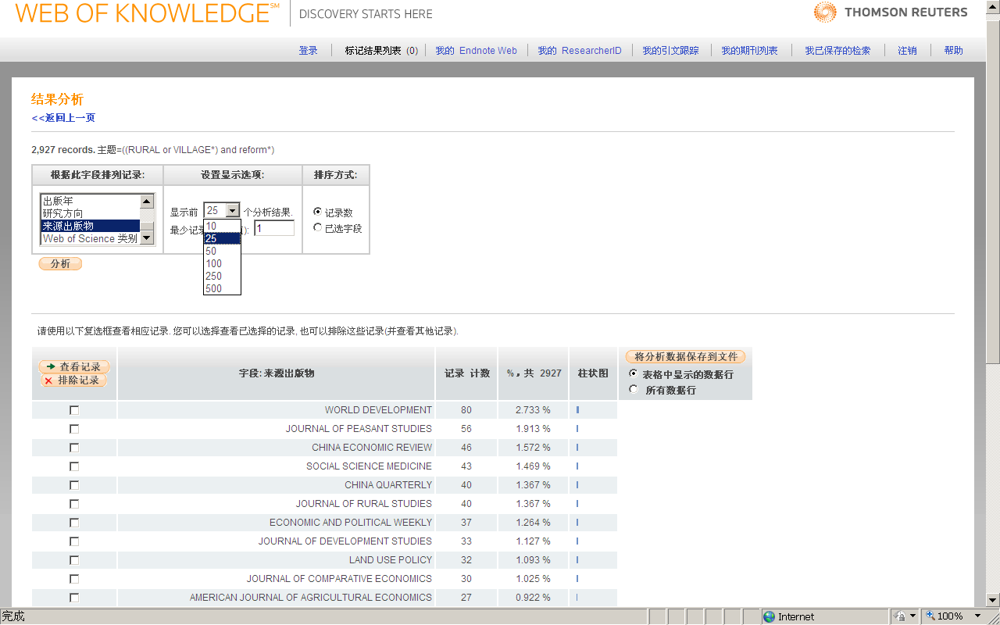 WEB OF KNOWLEDGE℠ DISCOVERY STARTS HERE THOMSON REUTERS
登录 标记结果列表 (0) 我的 Endnote Web 我的 ResearcherID 我的引文跟踪 我的期刊列表 我已保存的检索 注销 帮助
结果分析
<<返回上一页
2,927 records. 主题=((RURAL or VILLAGE*) and reform*)
根据此字段排列记录: 设置显示选项: 排序方式:
出版年
研究方向
来源出版物
Web of Science 类别
显示前 25 个分析结果.
最少记录 ): 1
10
25
50
100
250
500
记录数
已选字段
分析
请使用以下复选框查看相应记录. 您可以选择查看已选择的记录, 也可以排除这些记录(并查看其他记录).
查看记录
排除记录
字段: 来源出版物 记录 计数 %, 共 2927 柱状图
将分析数据保存到文件
表格中显示的数据行
所有数据行
WORLD DEVELOPMENT 80 2.733 %
JOURNAL OF PEASANT STUDIES 56 1.913 %
CHINA ECONOMIC REVIEW 46 1.572 %
SOCIAL SCIENCE MEDICINE 43 1.469 %
CHINA QUARTERLY 40 1.367 %
JOURNAL OF RURAL STUDIES 40 1.367 %
ECONOMIC AND POLITICAL WEEKLY 37 1.264 %
JOURNAL OF DEVELOPMENT STUDIES 33 1.127 %
LAND USE POLICY 32 1.093 %
JOURNAL OF COMPARATIVE ECONOMICS 30 1.025 %
AMERICAN JOURNAL OF AGRICULTURAL ECONOMICS 27 0.922 %
完成 Internet 100%